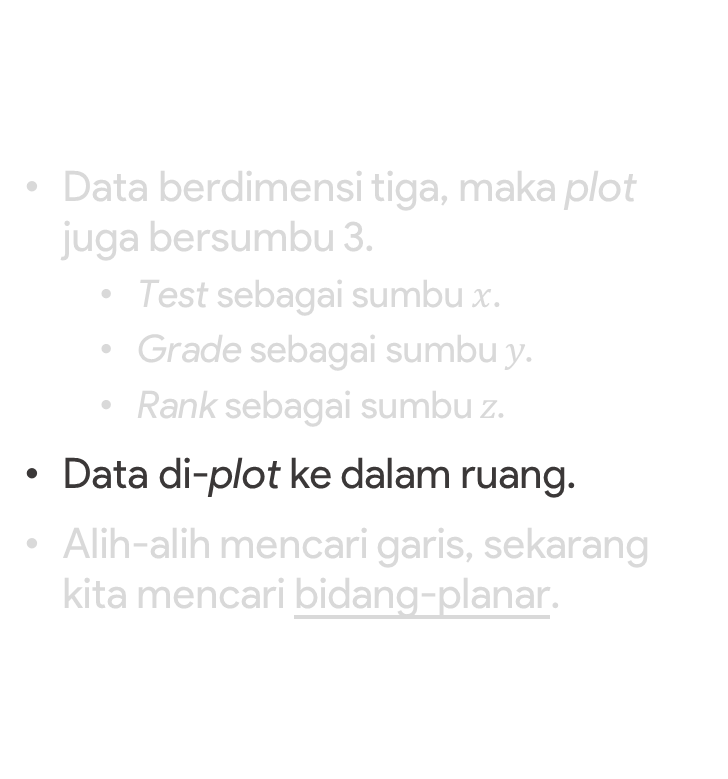 • Data berdimensi tiga, maka plot
juga bersumbu 3.
• Test sebagai sumbu x.
• Grade sebagai sumbu y.
• Rank sebagai sumbu z.
• Data di-plot ke dalam ruang.
• Alih-alih mencari garis, sekarang
kita mencari bidang-planar.